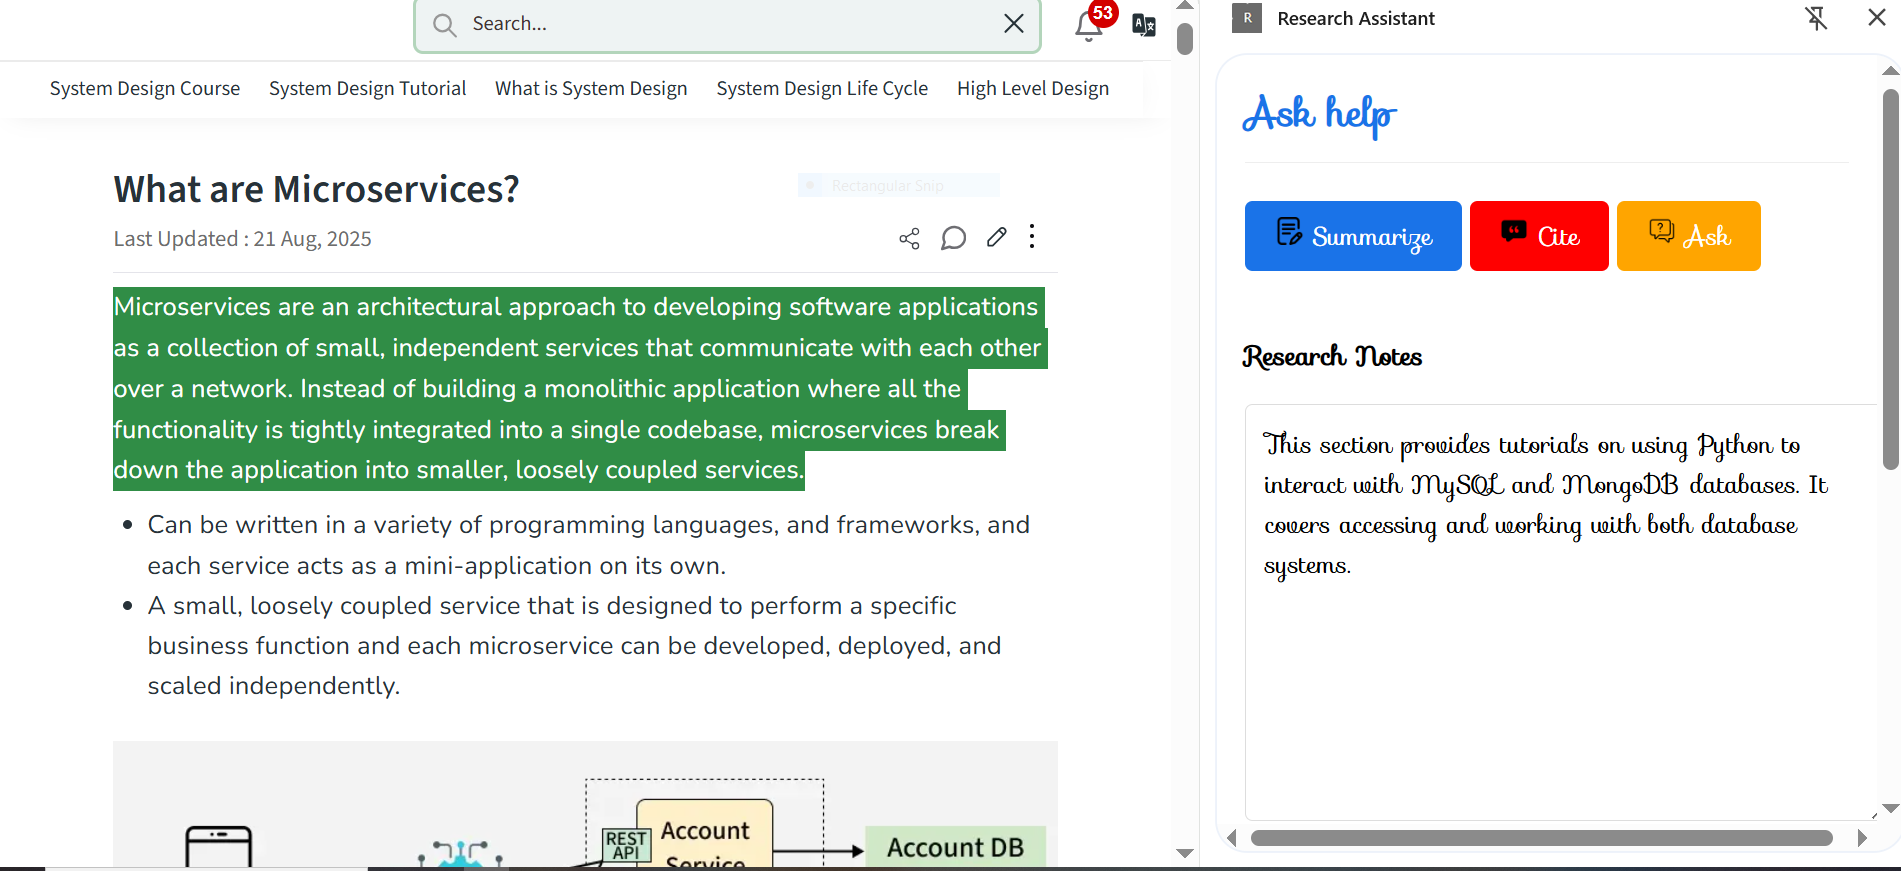 Search...
53
System Design Course System Design Tutorial What is System Design System Design Life Cycle High Level Design
What are Microservices?
Rectangular Snip
Last Updated : 21 Aug, 2025
Microservices are an architectural approach to developing software applications
as a collection of small, independent services that communicate with each other
over a network. Instead of building a monolithic application where all the
functionality is tightly integrated into a single codebase, microservices break
down the application into smaller, loosely coupled services.
Can be written in a variety of programming languages, and frameworks, and
each service acts as a mini-application on its own.
A small, loosely coupled service that is designed to perform a specific
business function and each microservice can be developed, deployed, and
scaled independently.
REST
API
Account
Service
Account DB
R Research Assistant
Ask help
Summarize Cite Ask
Research Notes
This section provides tutorials on using Python to
interact with MySQL and MongoDB databases. It
covers accessing and working with both database
systems.